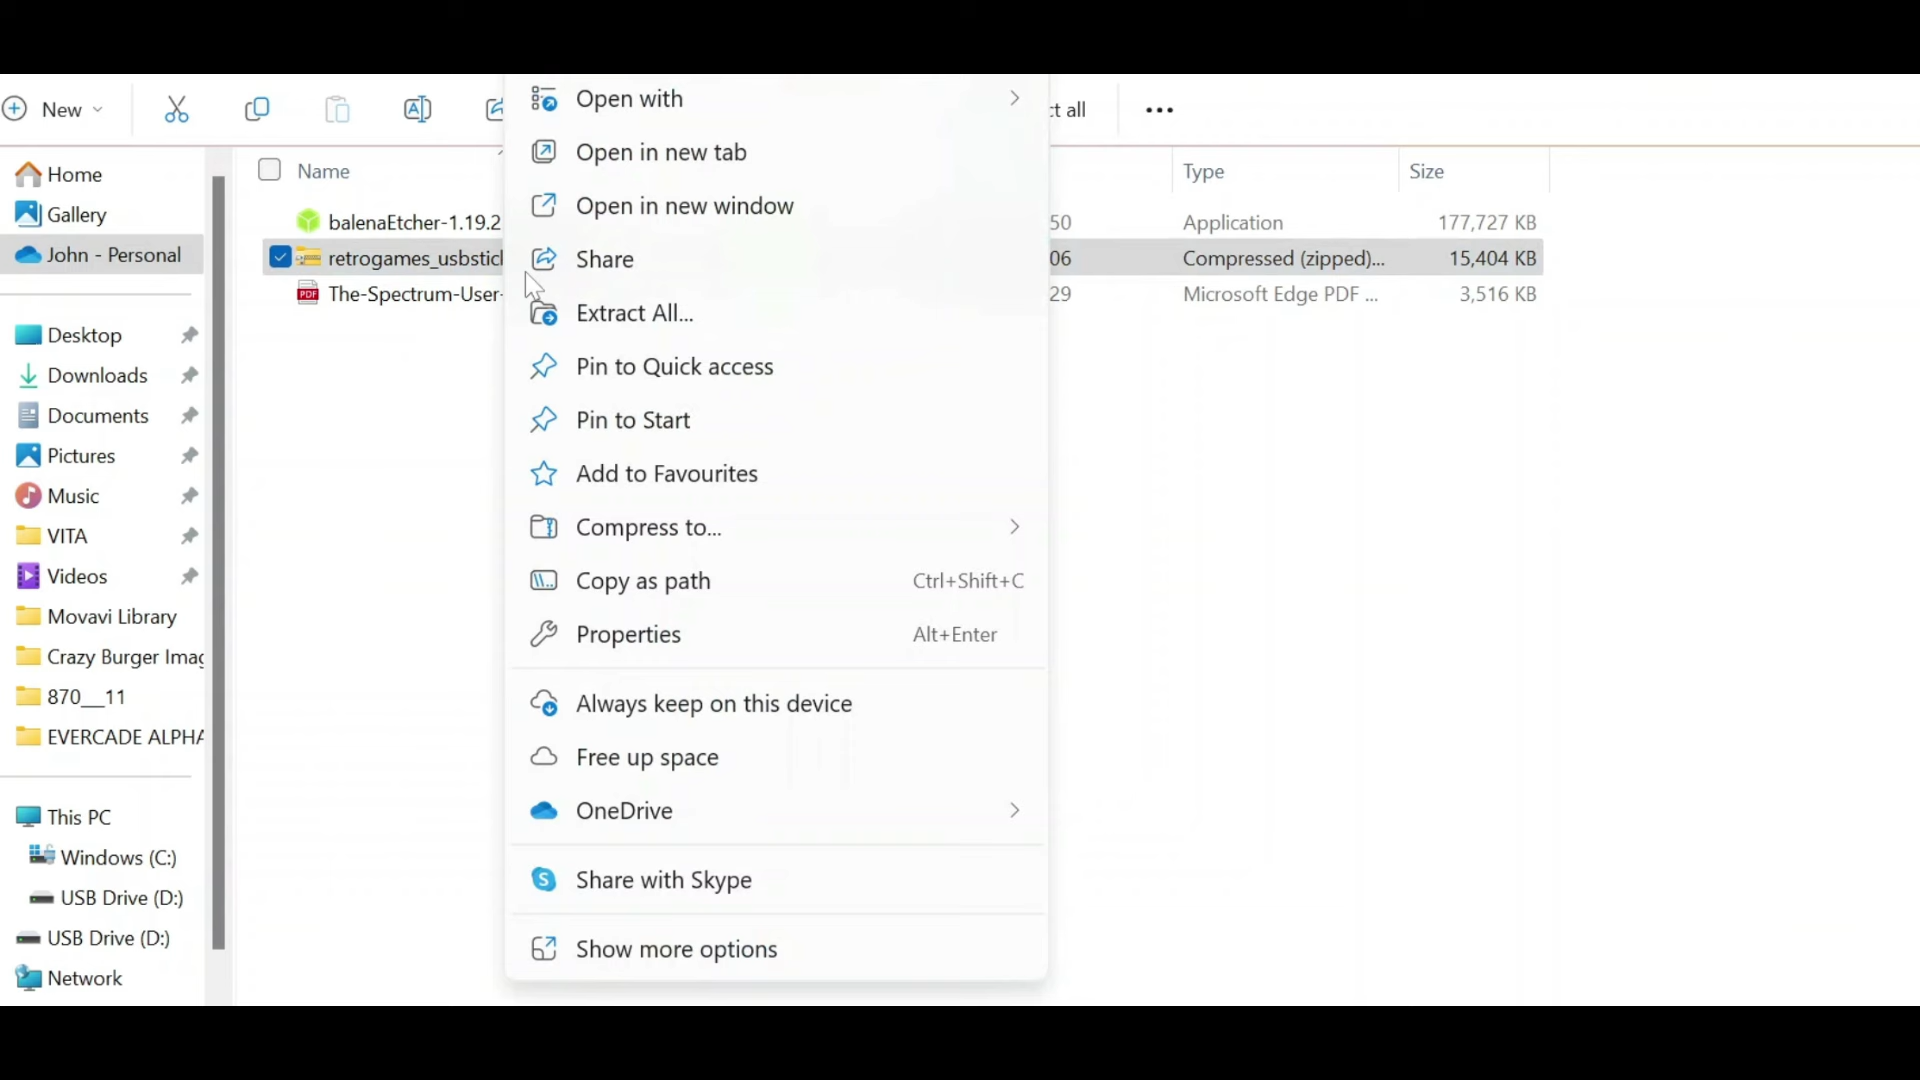 New
ct all
Home
Gallery
John - Personal
Desktop
Downloads
Documents
Pictures
Music
VITA
Videos
Movavi Library
Crazy Burger Imag
870__11
EVERCADE ALPHA
This PC
Windows (C:)
USB Drive (D:)
USB Drive (D:)
Network
Name Type Size
balenaEtcher-1.19.2 50 Application 177,727 KB
retrogames_usbstick 06 Compressed (zipped)... 15,404 KB
PDF The-Spectrum-User- 29 Microsoft Edge PDF ... 3,516 KB
Open with
Open in new tab
Open in new window
Share
Extract All...
Pin to Quick access
Pin to Start
Add to Favourites
Compress to...
Copy as path Ctrl+Shift+C
Properties Alt+Enter
Always keep on this device
Free up space
OneDrive
Share with Skype
Show more options